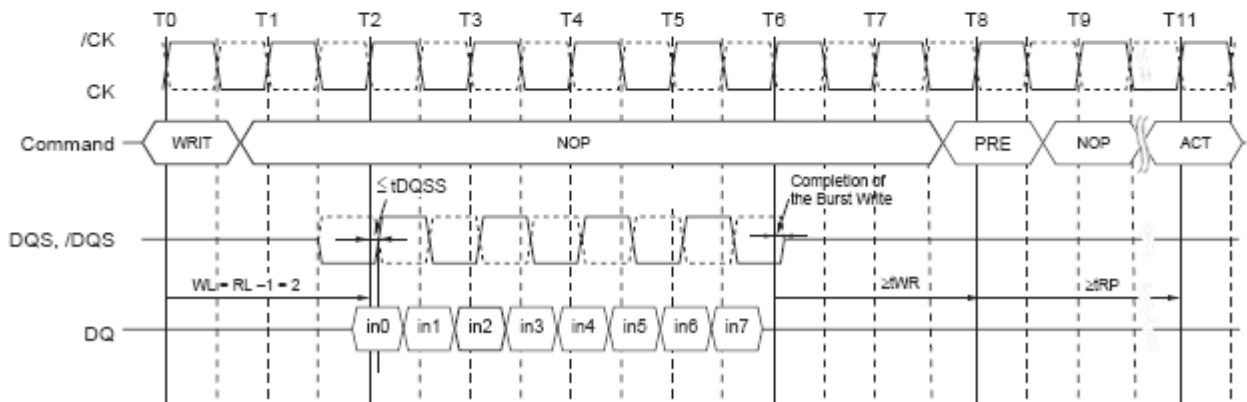 T0 T1 T2 T3 T4 T5 T6 T7 T8 T9 T11
/CK
CK
Command WRIT NOP PRE NOP ACT
≤ tDQSS
Completion of
the Burst Write
DQS, /DQS
WL = RL –1 = 2
≥tWR
≥tRP
DQ in0 in1 in2 in3 in4 in5 in6 in7